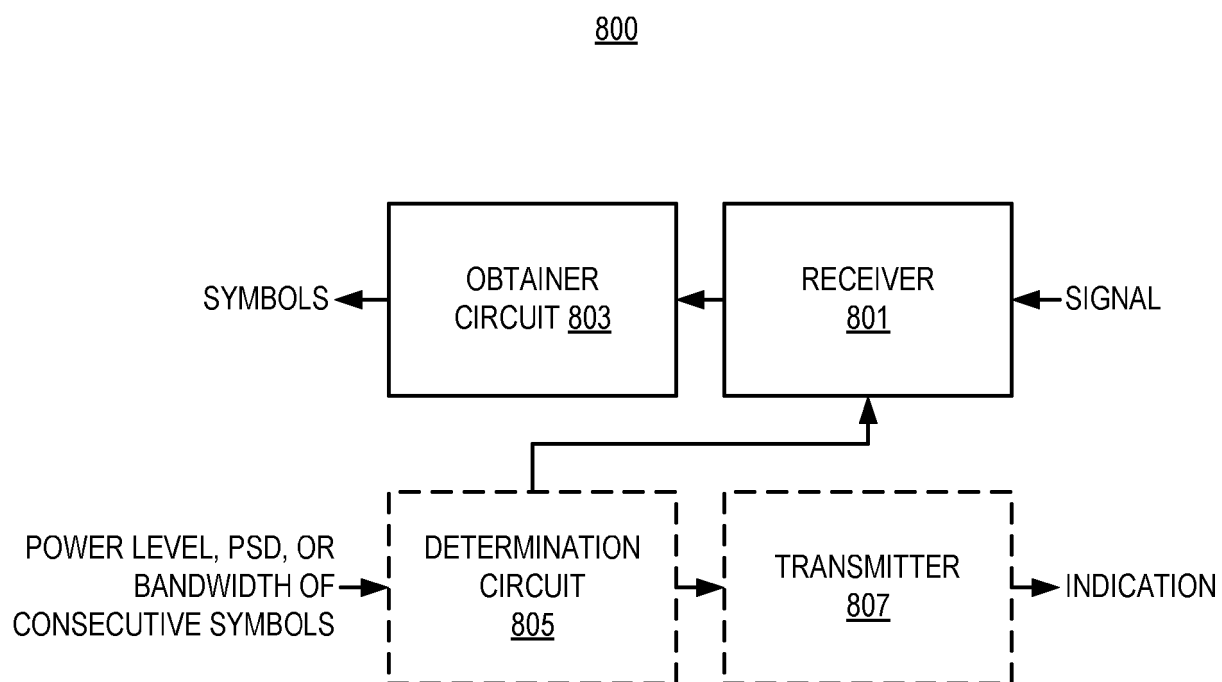 800
SYMBOLS
OBTAINER
CIRCUIT 803
RECEIVER
801
SIGNAL
POWER LEVEL, PSD, OR
BANDWIDTH OF
CONSECUTIVE SYMBOLS
DETERMINATION
CIRCUIT
805
TRANSMITTER
807
INDICATION